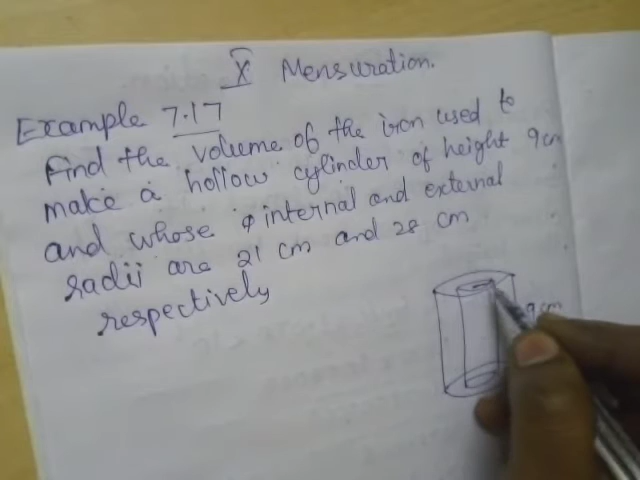 X Mensuration.
Example 7.17
Find the volume of the iron used to
make a hollow cylinder of height 9cm
and whose internal and external
radii are 21 cm and 28 cm
respectively
9cm